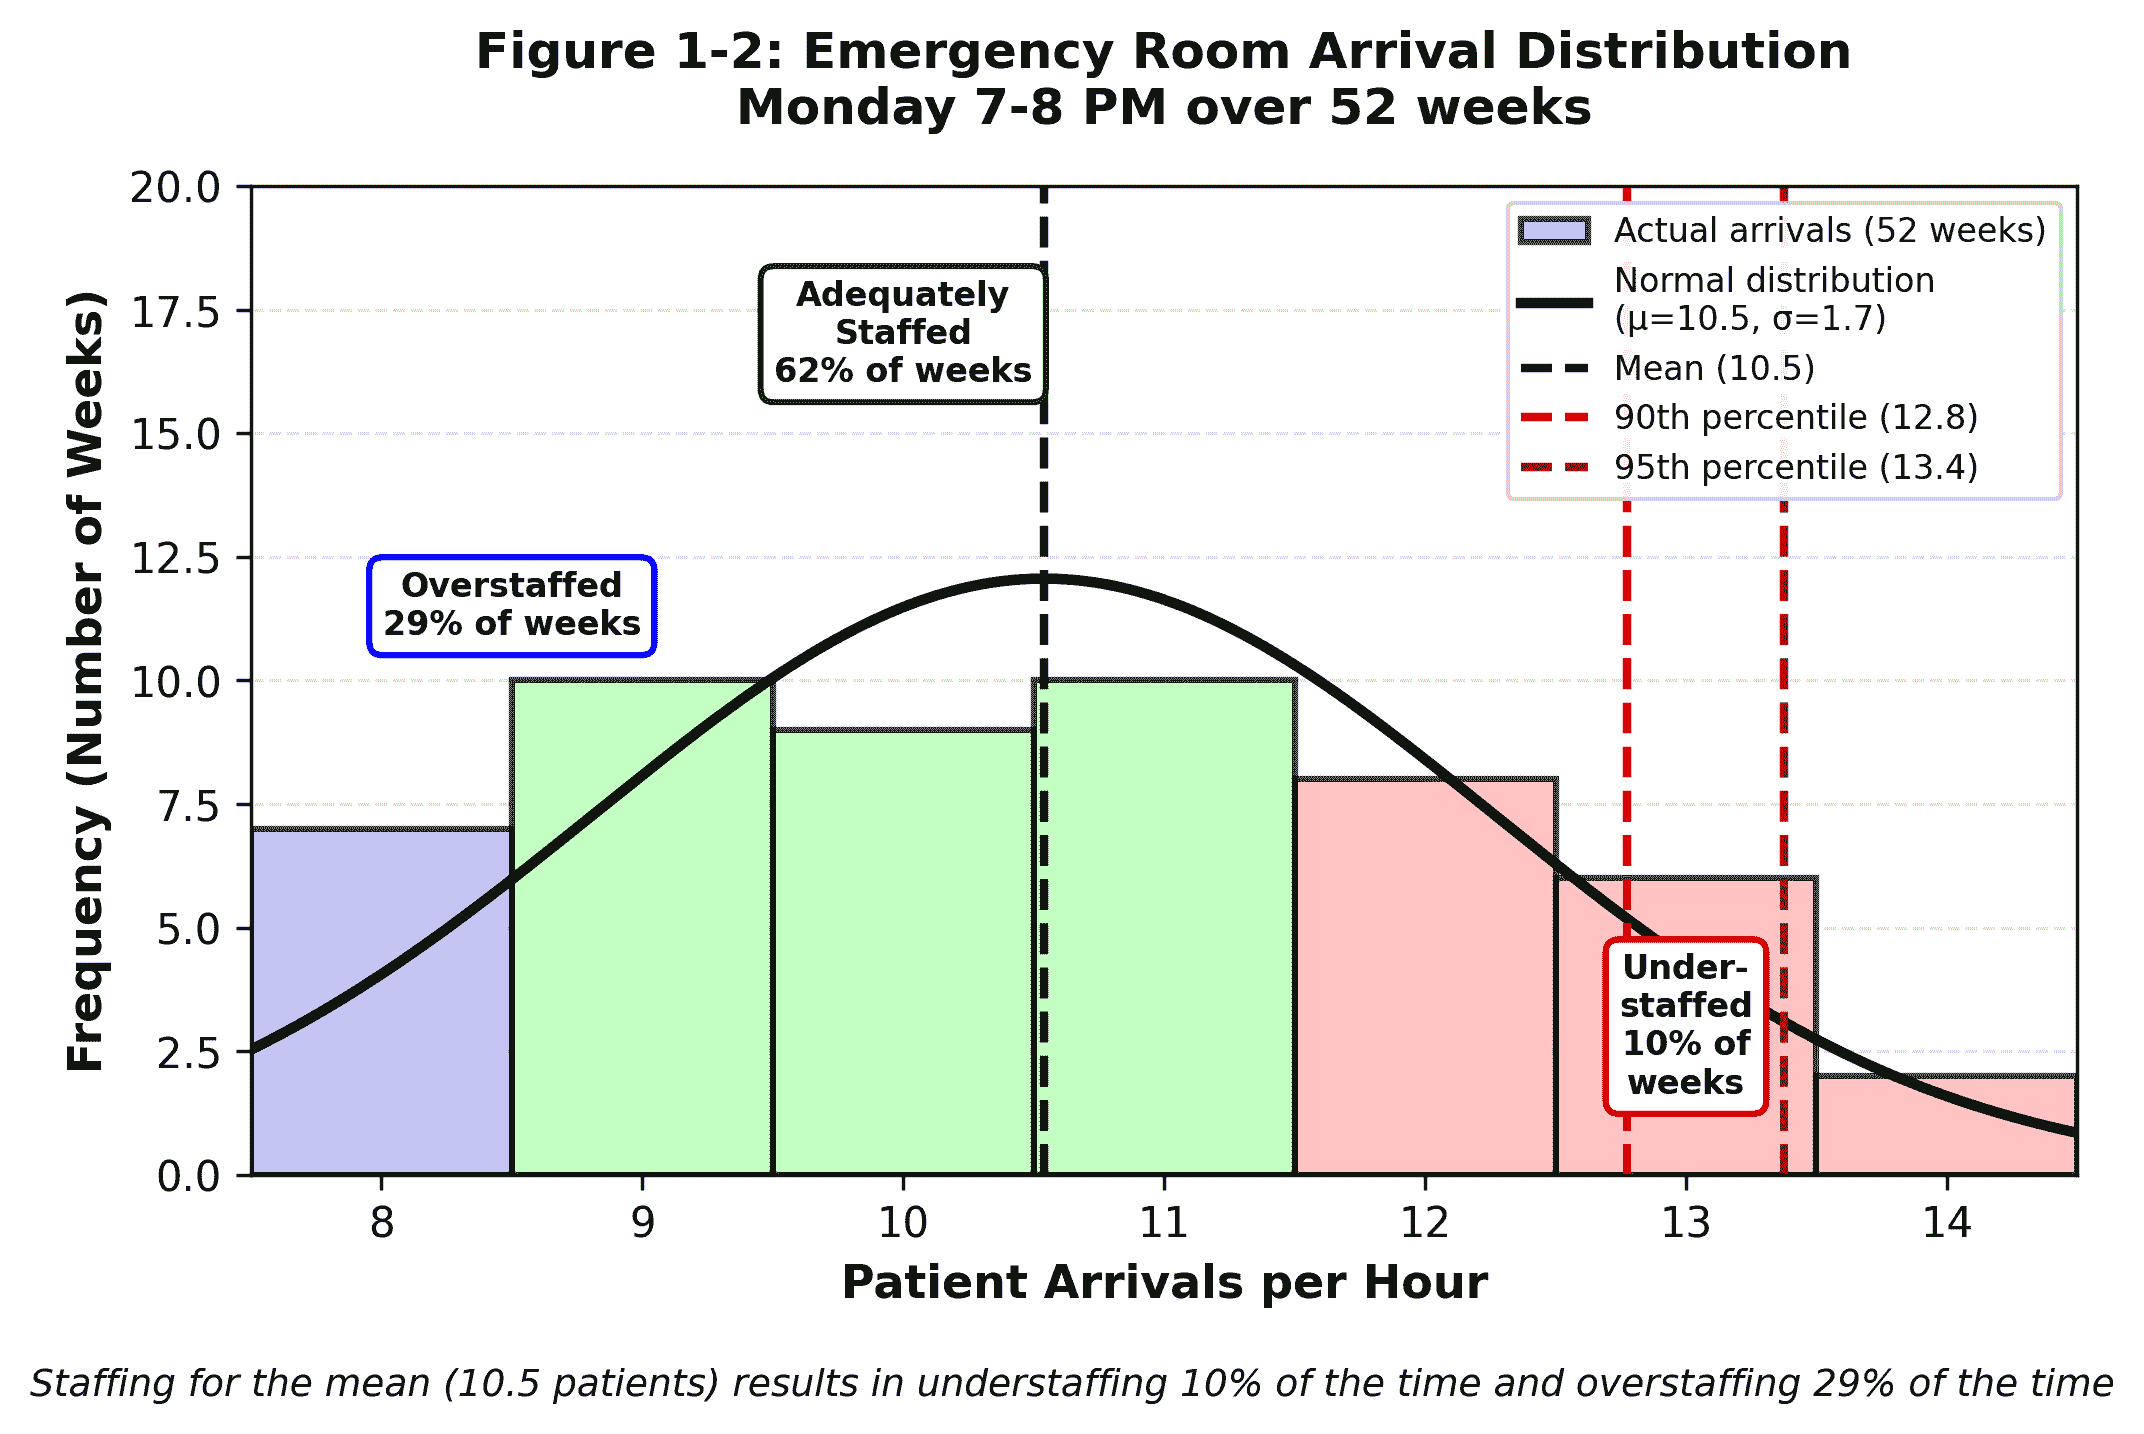 Figure 1-2: Emergency Room Arrival Distribution
Monday 7-8 PM over 52 weeks
Frequency (Number of Weeks)
20.0
17.5
15.0
12.5
10.0
7.5
5.0
2.5
0.0
Adequately
Staffed
62% of weeks
Overstaffed
29% of weeks
Under-
staffed
10% of
weeks
Actual arrivals (52 weeks)
Normal distribution
(μ=10.5, σ=1.7)
Mean (10.5)
90th percentile (12.8)
95th percentile (13.4)
8 9 10 11 12 13 14
Patient Arrivals per Hour
Staffing for the mean (10.5 patients) results in understaffing 10% of the time and overstaffing 29% of the time